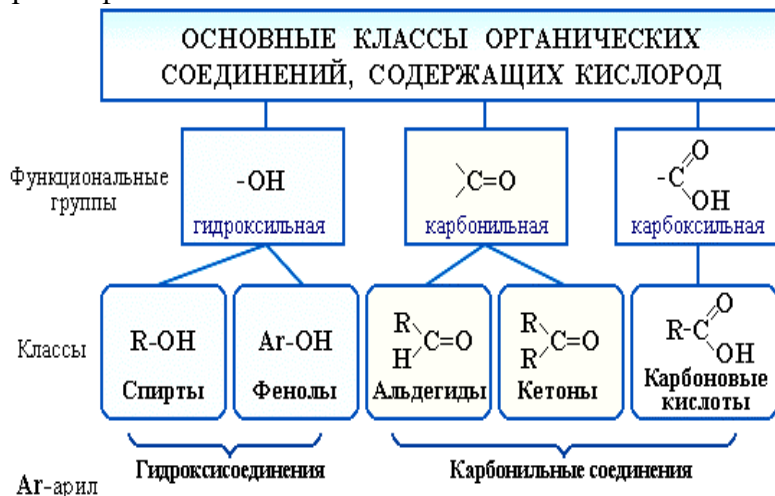 ОСНОВНЫЕ КЛАССЫ ОРГАНИЧЕСКИХ
СОЕДИНЕНИЙ, СОДЕРЖАЩИХ КИСЛОРОД
Функциональные
группы
-OH
гидроксильная
C=O
карбонильная
-C
O
OH
карбоксильная
Классы
R-OH
Спирты
Ar-OH
Фенолы
R
H
C=O
Альдегиды
R
R
C=O
Кетоны
R-C
O
OH
Карбоновые
кислоты
Гидроксисоединения
Карбонильные соединения
Ar-арил